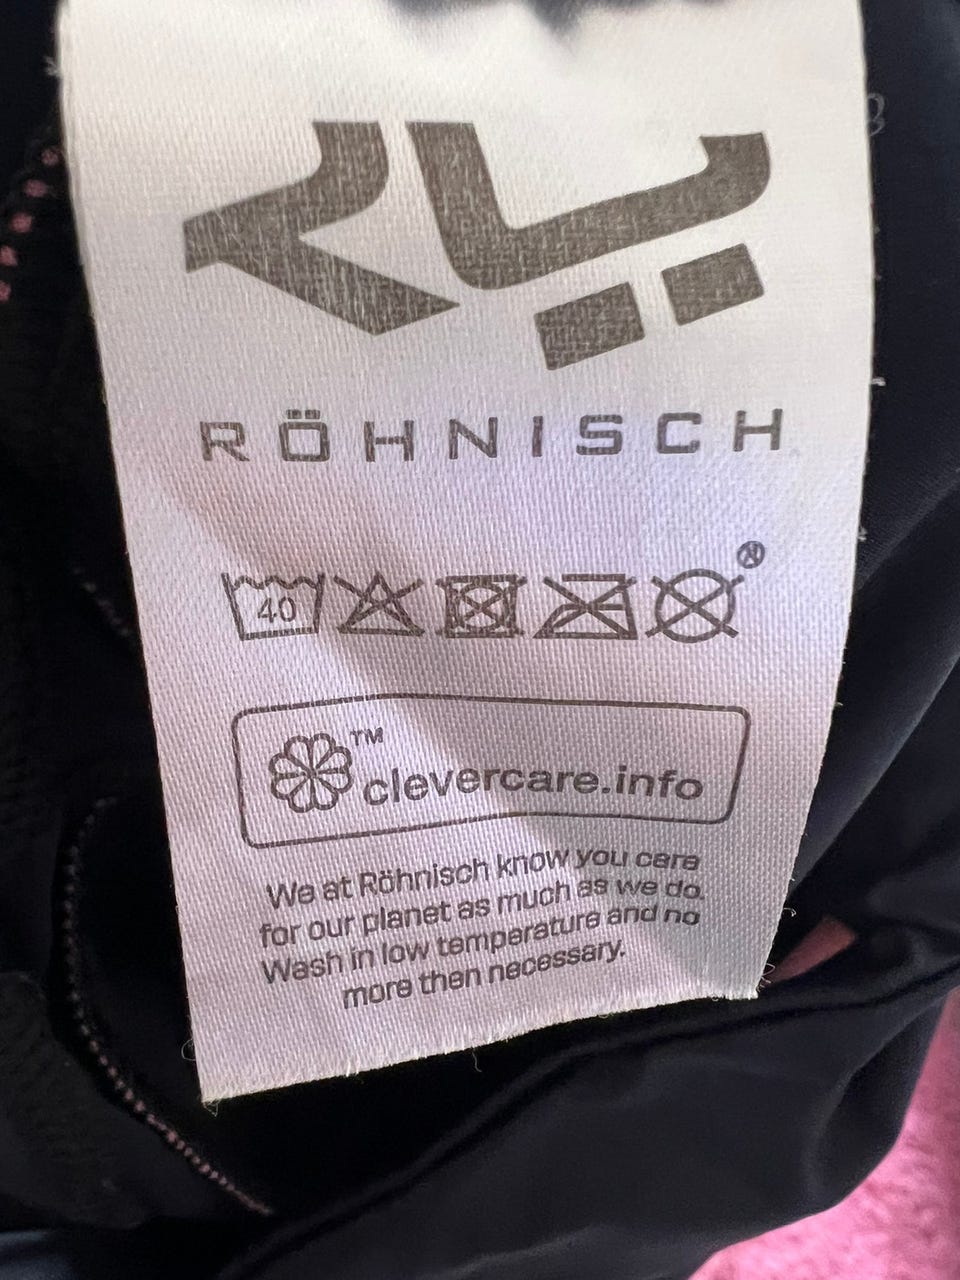 RÖHNISCH
40
N
™
clevercare.info
We at Röhnisch know you care
for our planet as much as we do.
Wash in low temperature and no
more then necessary.